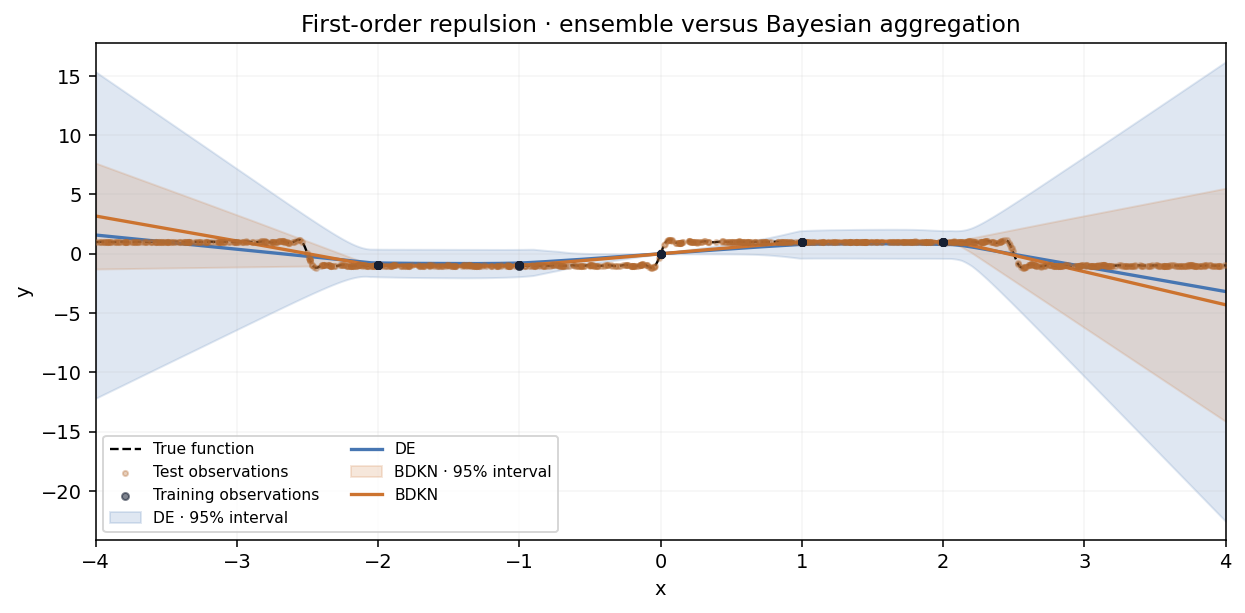 First-order repulsion · ensemble versus Bayesian aggregation
15
10
5
0
−5
−10
−15
−20
y
True function
Test observations
Training observations
DE · 95% interval
DE
BDKN · 95% interval
BDKN
−4
−3
−2
−1
0
1
2
3
4
x